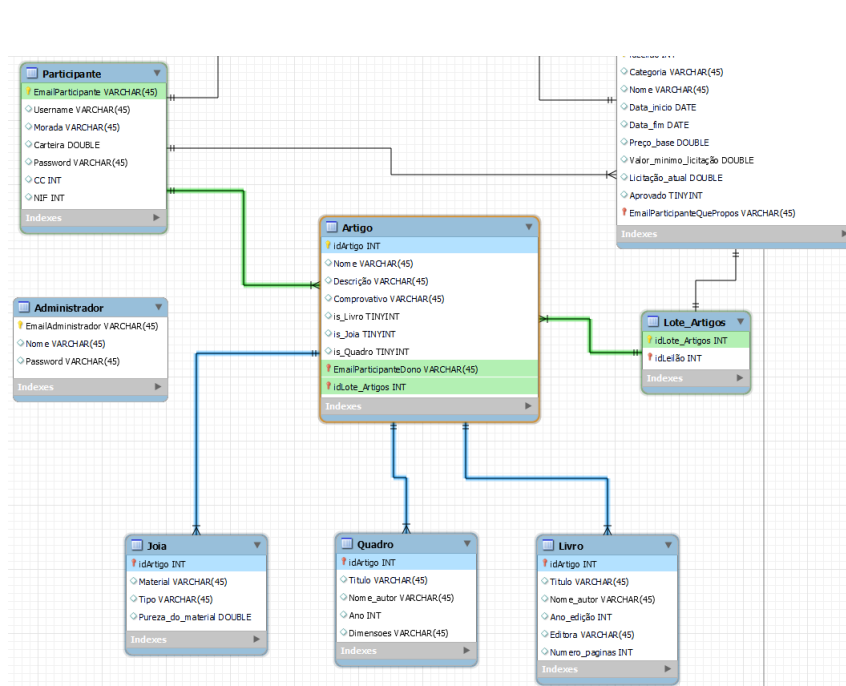 Participante
EmailParticipante VARCHAR(45)
Username VARCHAR(45)
Morada VARCHAR(45)
Carteira DOUBLE
Password VARCHAR(45)
CC INT
NIF INT
Indexes
Categoria VARCHAR(45)
Nome VARCHAR(45)
Data_inicio DATE
Data_fim DATE
Preço_base DOUBLE
Valor_minimo_licitação DOUBLE
Licitação_atual DOUBLE
Aprovado TINYINT
EmailParticipanteQuePropos VARCHAR(45)
Indexes
Artigo
idArtigo INT
Nome VARCHAR(45)
Descrição VARCHAR(45)
Comprovativo VARCHAR(45)
is_Livro TINYINT
is_Joia TINYINT
is_Quadro TINYINT
EmailParticipanteDono VARCHAR(45)
idLote_Artigos INT
Indexes
Administrador
EmailAdministrador VARCHAR(45)
Nome VARCHAR(45)
Password VARCHAR(45)
Indexes
Lote_Artigos
idLote_Artigos INT
idLeilão INT
Indexes
Joia
idArtigo INT
Material VARCHAR(45)
Tipo VARCHAR(45)
Pureza_do_material DOUBLE
Indexes
Quadro
idArtigo INT
Titulo VARCHAR(45)
Nome_autor VARCHAR(45)
Ano INT
Dimensoes VARCHAR(45)
Indexes
Livro
idArtigo INT
Titulo VARCHAR(45)
Nome_autor VARCHAR(45)
Ano_edição INT
Editora VARCHAR(45)
Numero_paginas INT
Indexes